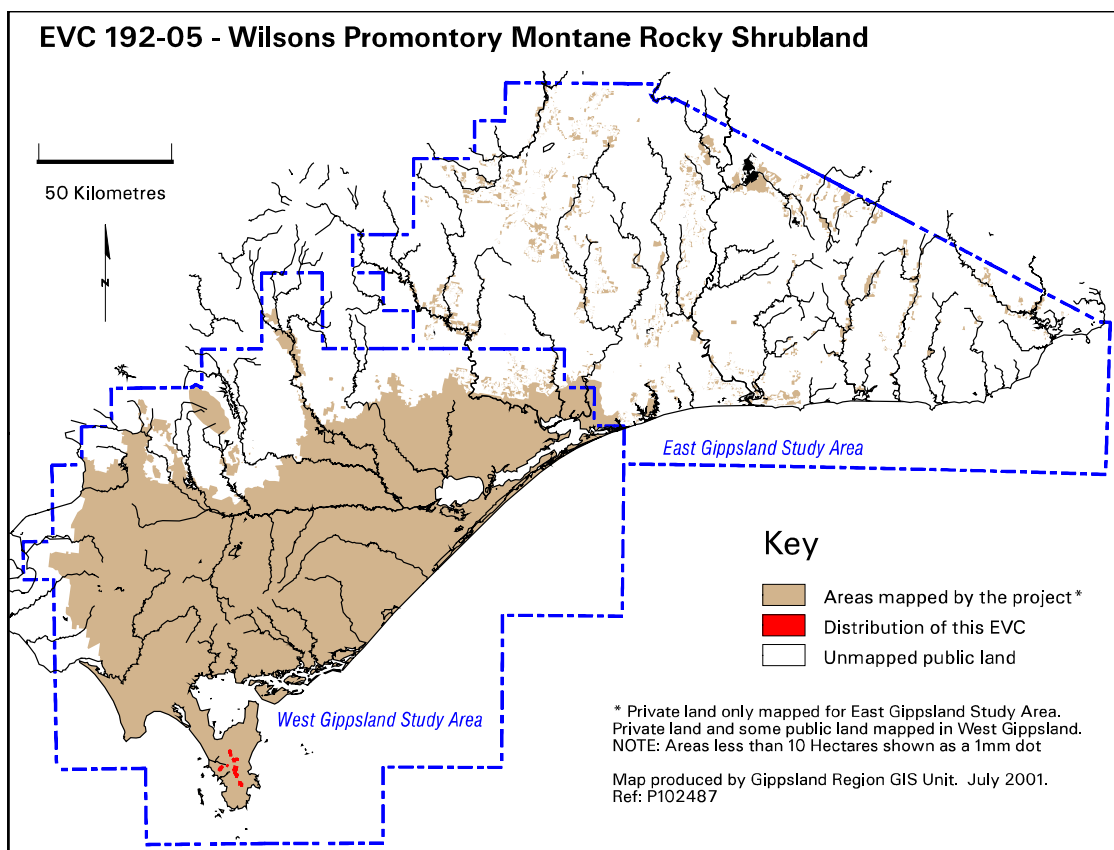 EVC 192-05 - Wilsons Promontory Montane Rocky Shrubland
50 Kilometres
N
East Gippsland Study Area
West Gippsland Study Area
Key
Areas mapped by the project *
Distribution of this EVC
Unmapped public land
* Private land only mapped for East Gippsland Study Area.
Private land and some public land mapped in West Gippsland.
NOTE: Areas less than 10 Hectares shown as a 1mm dot
Map produced by Gippsland Region GIS Unit. July 2001.
Ref: P102487